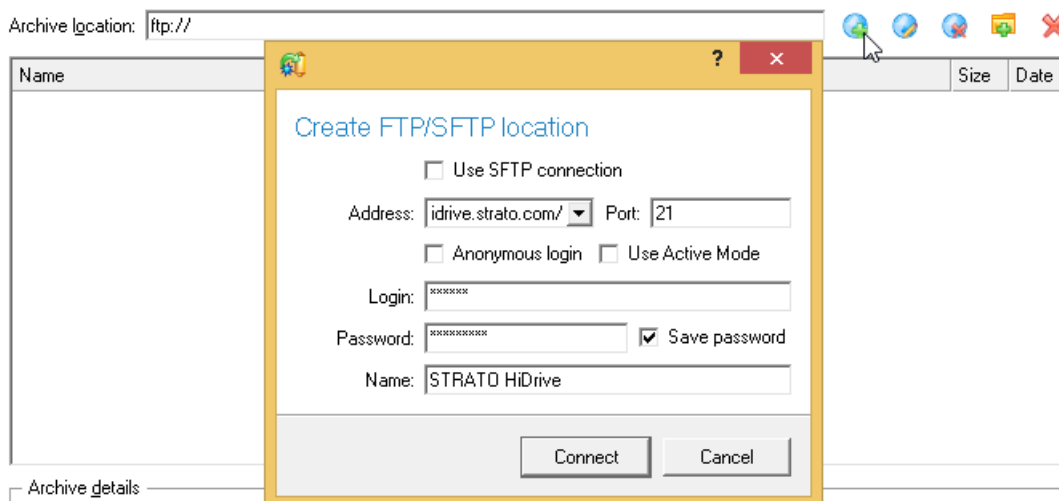 Archive location: ftp://
Name Size Date
?
Create FTP/SFTP location
Use SFTP connection
Address: idrive.strato.com/ Port: 21
Anonymous login Use Active Mode
Login: ******
Password: ********* Save password
Name: STRATO HiDrive
Connect Cancel
Archive details